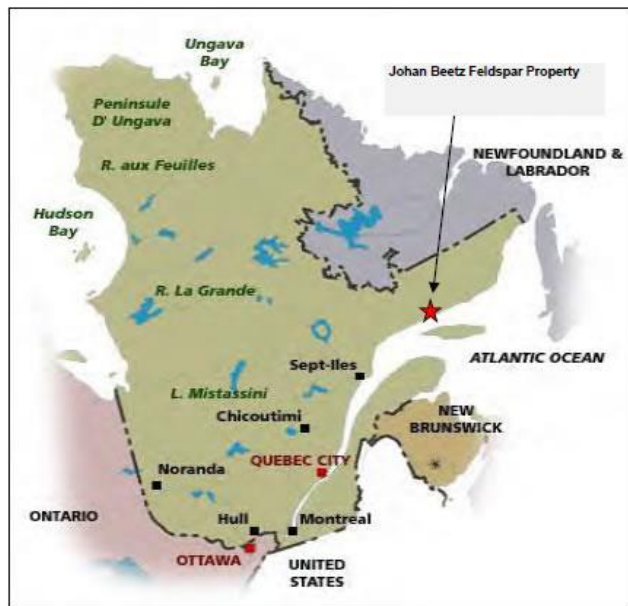 Ungava
Bay
Johan Beetz Feldspar Property
Peninsule
D' Ungava
R. aux Feuilles
NEWFOUNDLAND &
LABRADOR
Hudson
Bay
R. La Grande
ATLANTIC OCEAN
Sept-Iles
L. Mistassini
Chicoutimi
NEW
BRUNSWICK
QUEBEC CITY
Noranda
ONTARIO
Hull
Montreal
OTTAWA
UNITED
STATES